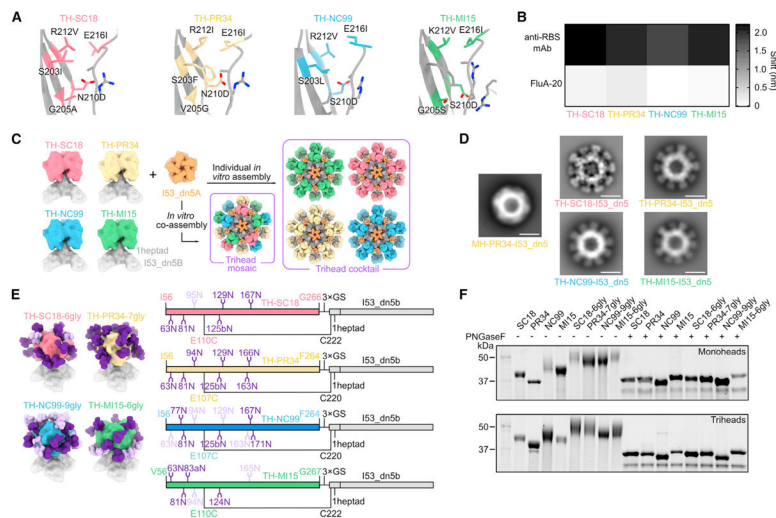 A
TH-SC18
R212V
E216I
S203I
N210D
G205A
TH-PR34
R212I
E216I
S203F
N210D
V205G
TH-NC99
R212V
E216I
S203L
S210D
TH-MI15
K212V
E216I
G205S
S210D
B
anti-RBS
mAb
FluA-20
TH-SC18 TH-PR34 TH-NC99 TH-MI15
2.0
1.5
1.0
0.5
0
Shift (nm)
C
TH-SC18
TH-PR34
+
I53_dn5A
TH-NC99
TH-MI15
1heptad
I53_dn5B
Individual in
vitro assembly
In vitro
co-assembly
Trihead
mosaic
Trihead cocktail
D
MH-PR34-I53_dn5
TH-SC18-I53_dn5
TH-PR34-I53_dn5
TH-NC99-I53_dn5
TH-MI15-I53_dn5
E
TH-SC18-6gly
TH-PR34-7gly
TH-NC99-9gly
TH-MI15-6gly
I56
95N
129N
167N
TH-SC18
G266
3×GS
I53_dn5b
63N 81N
125bN
1heptad
E110C
C222
I56
94N
129N
166N
TH-PR34
F264
3×GS
I53_dn5b
63N 81N
125bN
163N
1heptad
E107C
C220
I56
77N
94N
129N
167N
TH-NC99
F264
3×GS
I53_dn5b
63N
81N
125bN
163N
171N
1heptad
E107C
C220
V56
63N
83aN
165N
TH-MI15
G267
3×GS
I53_dn5b
81N
94N
124N
1heptad
E110C
C222
F
SC18
PR34
NC99
MI15
SC18-6gly
PR34-7gly
NC99-9gly
MI15-6gly
SC18
PR34
NC99
MI15
SC18-6gly
PR34-7gly
NC99-9gly
MI15-6gly
PNGaseF - - - - - - - - + + + + + + + +
kDa
50
37
Monoheads
50
37
Triheads